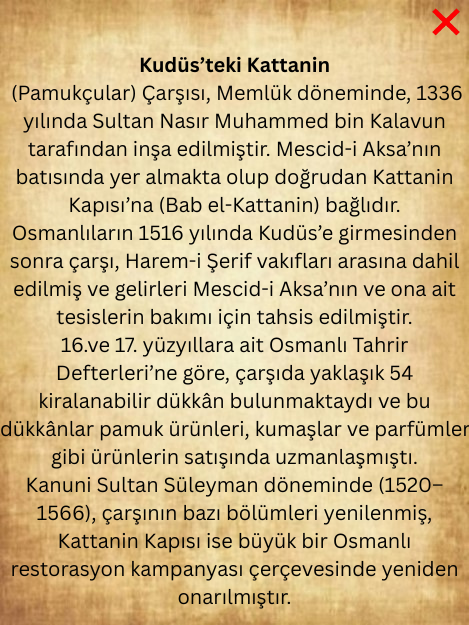 Kudüs’teki Kattanin
(Pamukçular) Çarşısı, Memlük döneminde, 1336
yılında Sultan Nasır Muhammed bin Kalavun
tarafından inşa edilmiştir. Mescid-i Aksa’nın
batısında yer almakta olup doğrudan Kattanin
Kapısı’na (Bab el-Kattanin) bağlıdır.
Osmanlıların 1516 yılında Kudüs’e girmesinden
sonra çarşı, Harem-i Şerif vakıfları arasına dahil
edilmiş ve gelirleri Mescid-i Aksa’nın ve ona ait
tesislerin bakımı için tahsis edilmiştir.
16.ve 17. yüzyıllara ait Osmanlı Tahrir
Defterleri’ne göre, çarşıda yaklaşık 54
kiralanabilir dükkân bulunmaktaydı ve bu
dükkânlar pamuk ürünleri, kumaşlar ve parfümler
gibi ürünlerin satışında uzmanlaşmıştı.
Kanuni Sultan Süleyman döneminde (1520–
1566), çarşının bazı bölümleri yenilenmiş,
Kattanin Kapısı ise büyük bir Osmanlı
restorasyon kampanyası çerçevesinde yeniden
onarılmıştır.